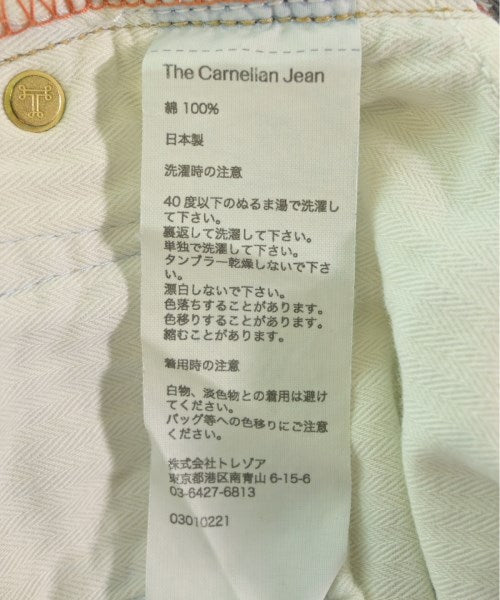 The Carnelian Jean
綿 100%
日本製
洗濯時の注意
40 度以下のぬるま湯で洗濯し
て下さい。
裏返して洗濯して下さい。
単独で洗濯して下さい。
タンブラー乾燥しないで下さ
い。
漂白しないで下さい。
色落ちすることがあります。
色移りすることがあります。
縮むことがあります。
着用時の注意
白物、淡色物との着用は避け
てください。
バッグ等への色移りにご注意
ください。
株式会社トレゾア
東京都港区南青山 6-15-6
03-6427-6813
03010221